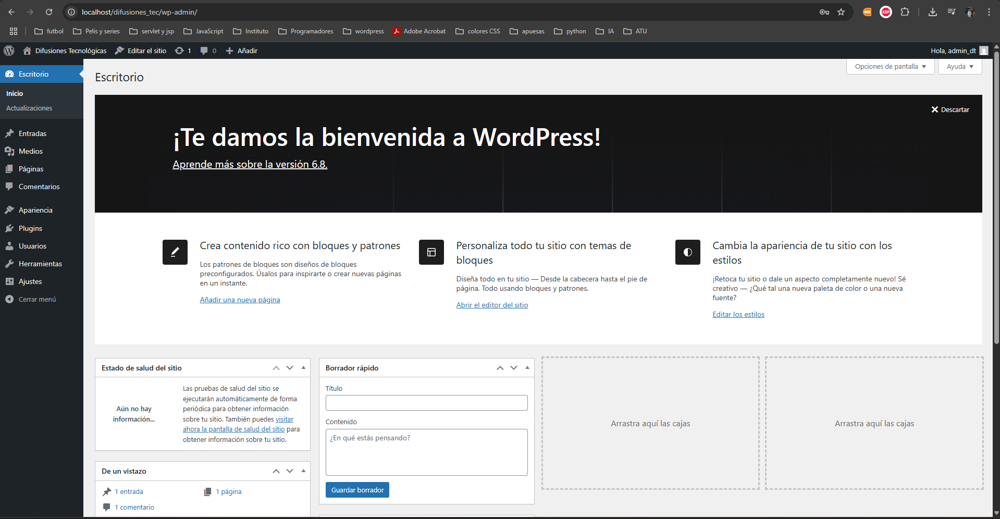 localhost/difusiones_tec/wp-admin/
futbol
Pelis y series
servlet y jsp
JavaScript
Instituto
Programadores
wordpress
Adobe Acrobat
colores CSS
apuesas
python
IA
ATU
Difusiones Tecnológicas
Editar el sitio
1
0
Añadir
Hola, admin_dt
Escritorio
Inicio
Actualizaciones
Entradas
Medios
Páginas
Comentarios
Apariencia
Plugins
Usuarios
Herramientas
Ajustes
Cerrar menú
Opciones de pantalla
Ayuda
Escritorio
Descartar
¡Te damos la bienvenida a WordPress!
Aprende más sobre la versión 6.8.
Crea contenido rico con bloques y patrones
Los patrones de bloques son diseños de bloques
preconfigurados. Úsalos para inspirarte o crear nuevas páginas
en un instante.
Añadir una nueva página
Personaliza todo tu sitio con temas de
bloques
Diseña todo en tu sitio — Desde la cabecera hasta el pie de
página. Todo usando bloques y patrones.
Abrir el editor del sitio
Cambia la apariencia de tu sitio con los
estilos
¡Retoca tu sitio o dale un aspecto completamente nuevo! Sé
creativo — ¿Qué tal una nueva paleta de color o una nueva
fuente?
Editar los estilos
Estado de salud del sitio
Aún no hay
información...
Las pruebas de salud del sitio se
ejecutarán automáticamente de forma
periódica para obtener información
sobre tu sitio. También puedes visitar
ahora la pantalla de salud del sitio para
obtener información sobre tu sitio.
De un vistazo
1 entrada
1 página
1 comentario
Borrador rápido
Título
Contenido
¿En qué estás pensando?
Guardar borrador
Arrastra aquí las cajas
Arrastra aquí las cajas
ABP
OSI